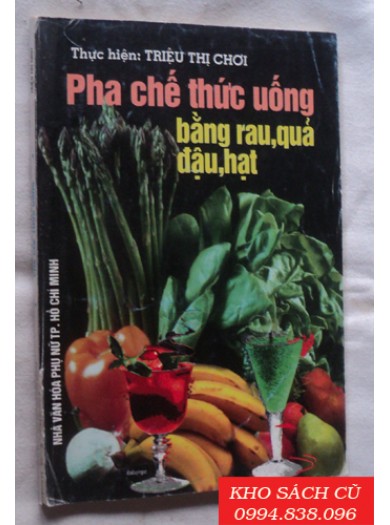 Thực hiện: TRIỆU THỊ CHƠI
Pha chế thức uống
bằng rau,quả
đậu,hạt
NHÀ VĂN HÓA PHỤ NỮ TP. HỒ CHÍ MINH
KHO SÁCH CŨ
0994.838.096